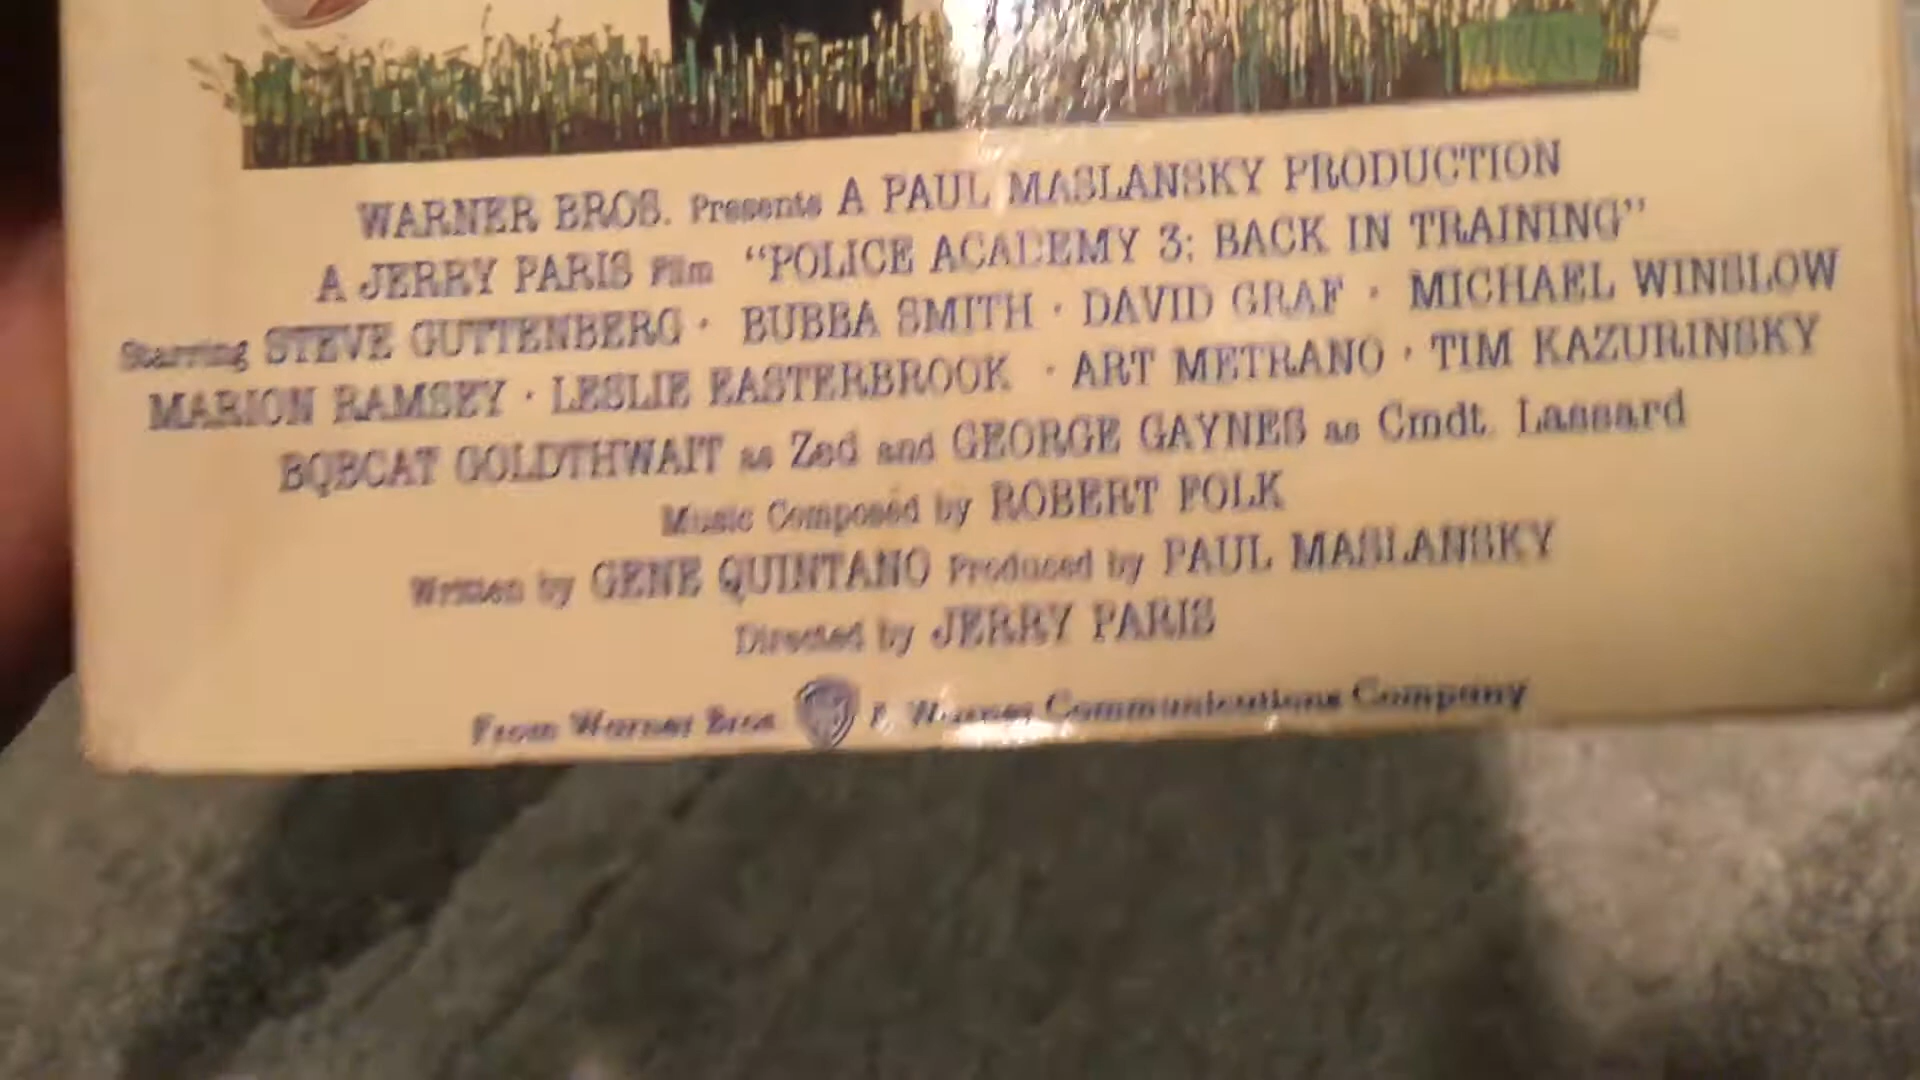 WARNER BROS. Presents A PAUL MASLANSKY PRODUCTION
A JERRY PARIS Film "POLICE ACADEMY 3: BACK IN TRAINING"
Starring STEVE GUTTENBERG · BUBBA SMITH · DAVID GRAF · MICHAEL WINSLOW
MARION RAMSEY · LESLIE EASTERBROOK · ART METRANO · TIM KAZURINSKY
BOBCAT GOLDTHWAIT as Zed and GEORGE GAYNES as Cmdt. Lassard
Music Composed by ROBERT FOLK
Written by GENE QUINTANO Produced by PAUL MASLANSKY
Directed by JERRY PARIS
From Warner Bros. A Warner Communications Company